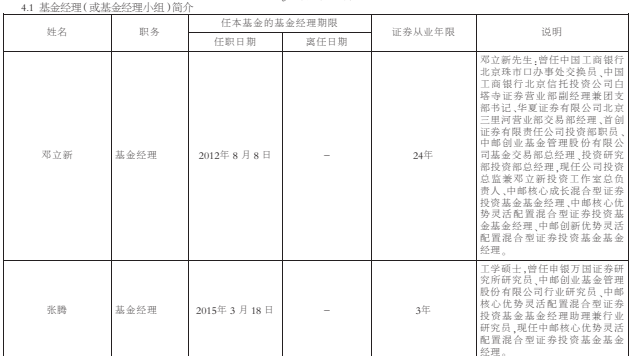 4.1 基金经理(或基金经理小组)简介
姓名 职务 任本基金的基金经理期限 证券从业年限 说明
任职日期 离任日期
邓立新 基金经理 2012年 8 月 8日 － 24年
邓立新先生:曾任中国工商银行
北京珠市口办事处交换员、中国
工商银行北京信托投资公司白
塔寺证券营业部副经理兼团支
部书记、华夏证券有限公司北京
三里河营业部交易部经理、首创
证券有限责任公司投资部职员、
中邮创业基金管理股份有限公
司基金交易部总经理、投资研究
部投资部总经理,现任公司投资
总监兼邓立新投资工作室总负
责人、中邮核心成长混合型证券
投资基金基金经理、中邮核心优
势灵活配置混合型证券投资基
金基金经理、中邮创新优势灵活
配置混合型证券投资基金基金
经理。
张腾 基金经理 2015年 3 月 18日 － 3年
工学硕士,曾任申银万国证券研
究所研究员、中邮创业基金管理
股份有限公司行业研究员、中邮
核心优势灵活配置混合型证券
投资基金基金经理助理兼行业
研究员,现任中邮核心优势灵活
配置混合型证券投资基金基金
经理。